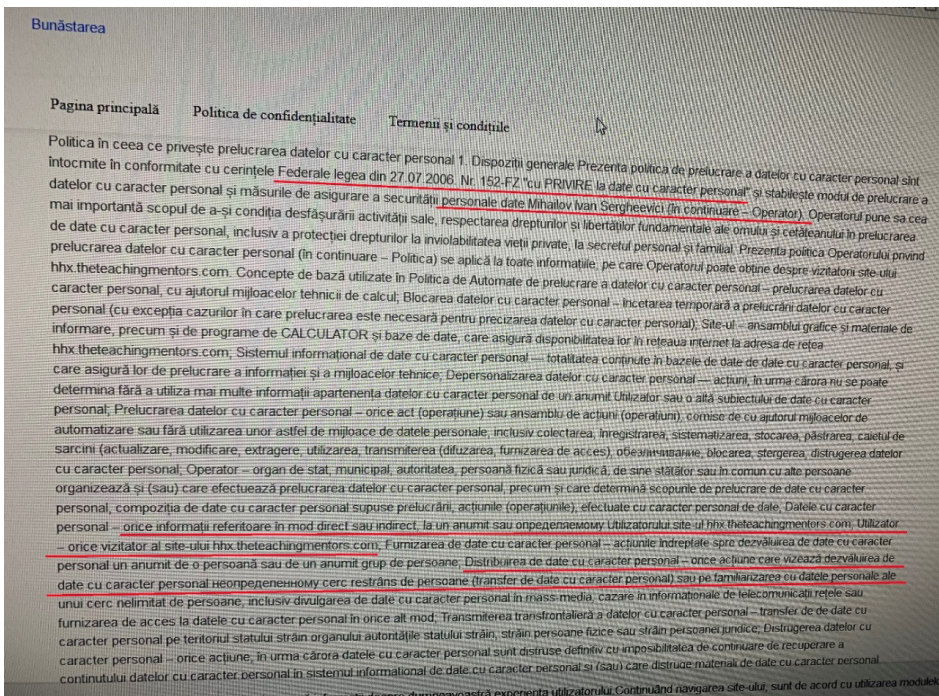 Bunăstarea
Pagina principală Politica de confidențialitate Termenii și condițiile
Politica în ceea ce privește prelucrarea datelor cu caracter personal 1. Dispoziții generale Prezenta politica de prelucrare a datelor cu caracter personal sînt
întocmite în conformitate cu cerințele Federale legea din 27.07.2006. Nr. 152-FZ "cu PRIVIRE la date cu caracter personal" și stabilește modul de prelucrare a
datelor cu caracter personal și măsurile de asigurare a securității personale date Mihailov Ivan Sergheevici (în continuare – Operator). Operatorul pune sa cea
mai importantă scopul de a-și condiția desfășurării activității sale, respectarea drepturilor și libertăților fundamentale ale omului și cetățeanului în prelucrarea
de date cu caracter personal, inclusiv a protecției drepturilor la inviolabilitatea vieții private, la secretul personal și familial. Prezenta politica Operatorului privind
prelucrarea datelor cu caracter personal (în continuare – Politica) se aplică la toate informațiile, pe care Operatorul poate obține despre vizitatorii site-ului
hhx.theteachingmentors.com. Concepte de bază utilizate în Politica de Automate de prelucrare a datelor cu caracter personal – prelucrarea datelor cu
caracter personal, cu ajutorul mijloacelor tehnicii de calcul; Blocarea datelor cu caracter personal – încetarea temporară a prelucrării datelor cu caracter
personal (cu excepția cazurilor în care prelucrarea este necesară pentru precizarea datelor cu caracter personal); Site-ul – ansamblul grafice și materiale de
informare, precum și de programe de CALCULATOR și baze de date, care asigură disponibilitatea lor în rețeaua internet la adresa de rețea
hhx.theteachingmentors.com; Sistemul informațional de date cu caracter personal — totalitatea conținute în bazele de date de date cu caracter personal, și
care asigură lor de prelucrare a informației și a mijloacelor tehnice; Depersonalizarea datelor cu caracter personal — acțiuni, în urma cărora nu se poate
determina fără a utiliza mai multe informații apartenența datelor cu caracter personal de un anumit Utilizator sau o altă subiectului de date cu caracter
personal; Prelucrarea datelor cu caracter personal – orice act (operațiune) sau ansamblu de acțiuni (operațiuni), comise de cu ajutorul mijloacelor de
automatizare sau fără utilizarea unor astfel de mijloace de datele personale, inclusiv colectarea, înregistrarea, sistematizarea, stocarea, păstrarea, caietul de
sarcini (actualizare, modificare, extragere, utilizarea, transmiterea (difuzarea, furnizarea de acces), обезличивание, blocarea, ștergerea, distrugerea datelor
cu caracter personal; Operator – organ de stat, municipal, autoritatea, persoană fizică sau juridică, de sine stătător sau în comun cu alte persoane
organizează și (sau) care efectuează prelucrarea datelor cu caracter personal, precum și care determină scopurile de prelucrare de date cu caracter
personal, compoziția de date cu caracter personal supuse prelucrării, acțiunile (operațiunile), efectuate cu caracter personal de date, Datele cu caracter
personal – orice informații referitoare în mod direct sau indirect, la un anumit sau определяемому Utilizatorului site-ul hhx.theteachingmentors.com; Utilizator
– orice vizitator al site-ului hhx.theteachingmentors.com; Furnizarea de date cu caracter personal – acțiunile îndreptate spre dezvăluirea de date cu caracter
personal un anumit de o persoană sau de un anumit grup de persoane; Distribuirea de date cu caracter personal – orice acțiune care vizează dezvăluirea de
date cu caracter personal неопределенному cerc restrâns de persoane (transfer de date cu caracter personal) sau pe familiarizarea cu datele personale ale
unui cerc nelimitat de persoane, inclusiv divulgarea de date cu caracter personal în mass-media, cazare în informaționale de telecomunicații rețele sau
furnizarea de acces la datele cu caracter personal în orice alt mod; Transmiterea transfrontalieră a datelor cu caracter personal – transfer de de date cu
caracter personal pe teritoriul statului străin organului autoritățile statului străin, străin persoane fizice sau străin persoanei juridice; Distrugerea datelor cu
caracter personal – orice acțiune, în urma cărora datele cu caracter personal sunt distruse definitiv cu imposibilitatea de continuare de recuperare a
conținutului datelor cu caracter personal în sistemul informațional de date cu caracter personal și (sau) care distruge materiali de date cu caracter personal.
dumneavoastră experiența utilizatorului.Continuând navigarea site-ului, sunt de acord cu utilizarea